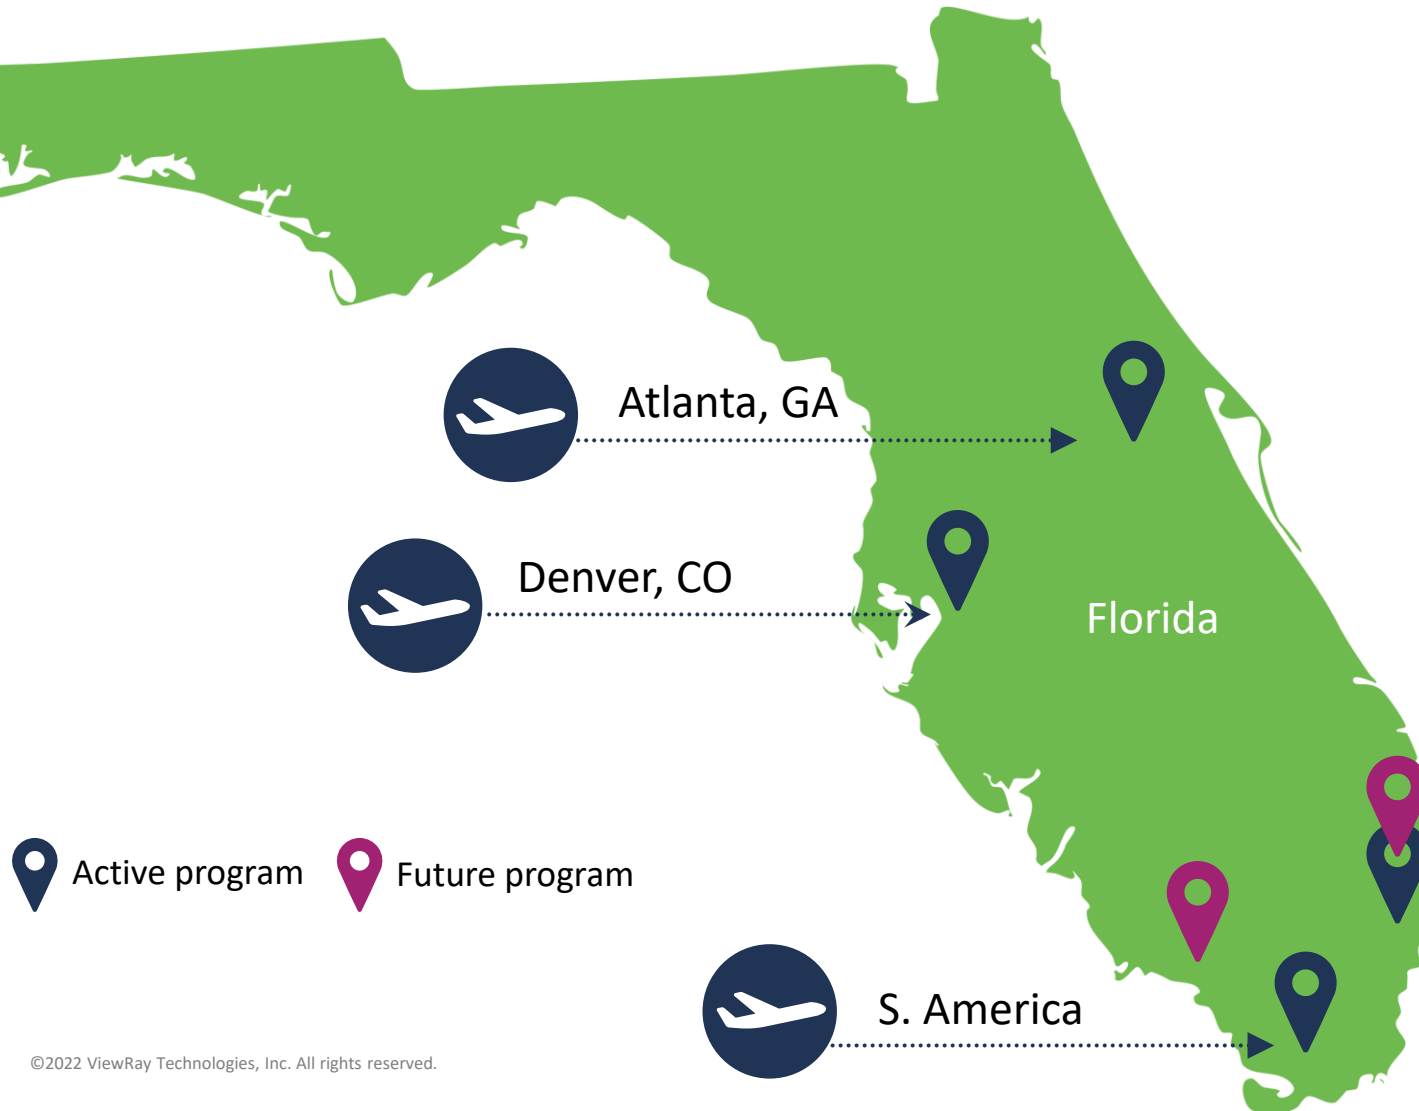 Atlanta, GA
Denver, CO
Florida
Active program
Future program
S. America
©2022 ViewRay Technologies, Inc. All rights reserved.